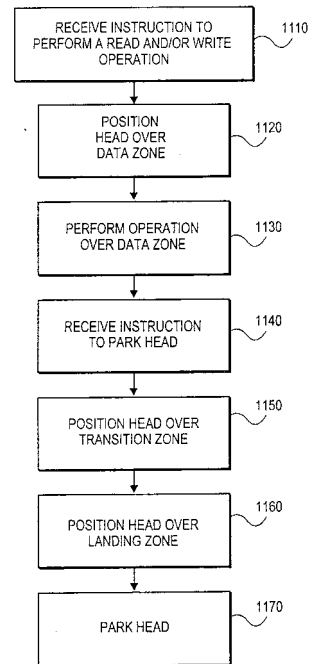 RECEIVE INSTRUCTION TO
PERFORM A READ AND/OR WRITE
OPERATION
1110
POSITION
HEAD OVER
DATA ZONE
1120
PERFORM OPERATION
OVER DATA ZONE
1130
RECEIVE INSTRUCTION
TO PARK HEAD
1140
POSITION HEAD OVER
TRANSITION ZONE
1150
POSITION HEAD OVER
LANDING ZONE
1160
PARK HEAD
1170